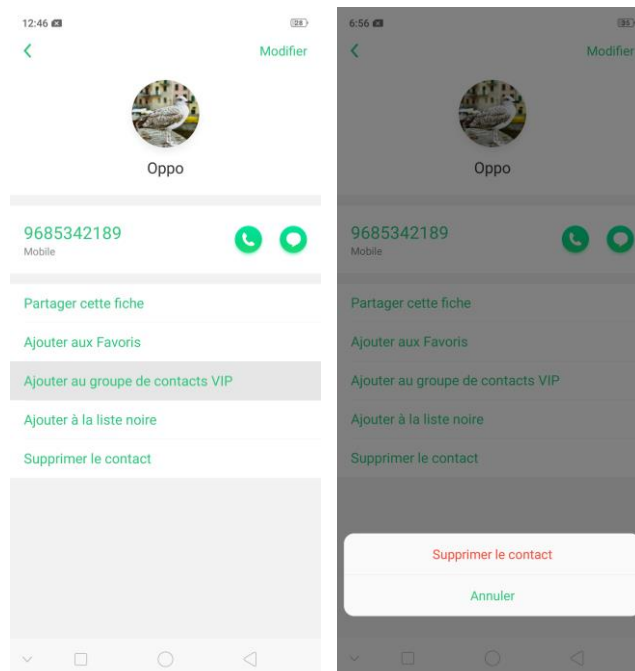 12:46
28
Modifier
Oppo
9685342189
Mobile
Partager cette fiche
Ajouter aux Favoris
Ajouter au groupe de contacts VIP
Ajouter à la liste noire
Supprimer le contact
6:56
Modifier
Oppo
9685342189
Mobile
Partager cette fiche
Ajouter aux Favoris
Ajouter au groupe de contacts VIP
Ajouter à la liste noire
Supprimer le contact
Supprimer le contact
Annuler